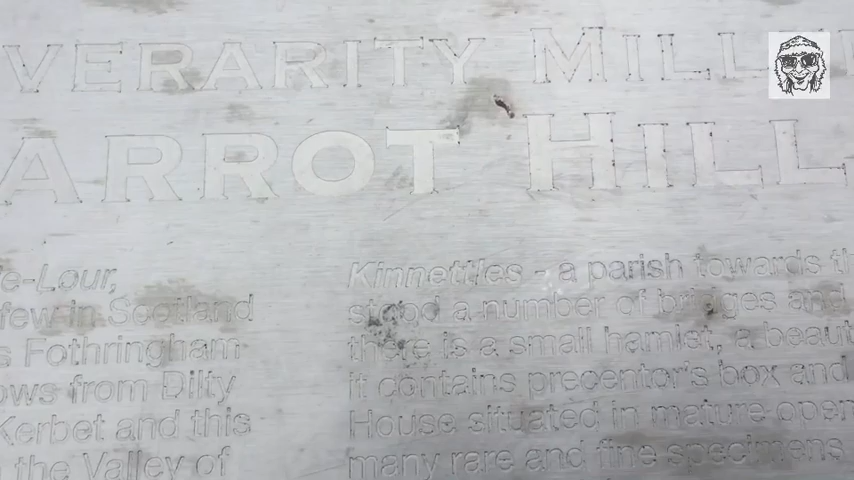 VERARITY MILL
ARROT HILL
e-Lour,
few in Scotland
s Fothringham
ows from Dilty
Kerbet and this
the Valley of
Kinnettles - a parish towards th
stood a number of bridges and
there is a small hamlet, a beaut
it contains precentor's box and
House situated in mature open
many rare and fine specimens